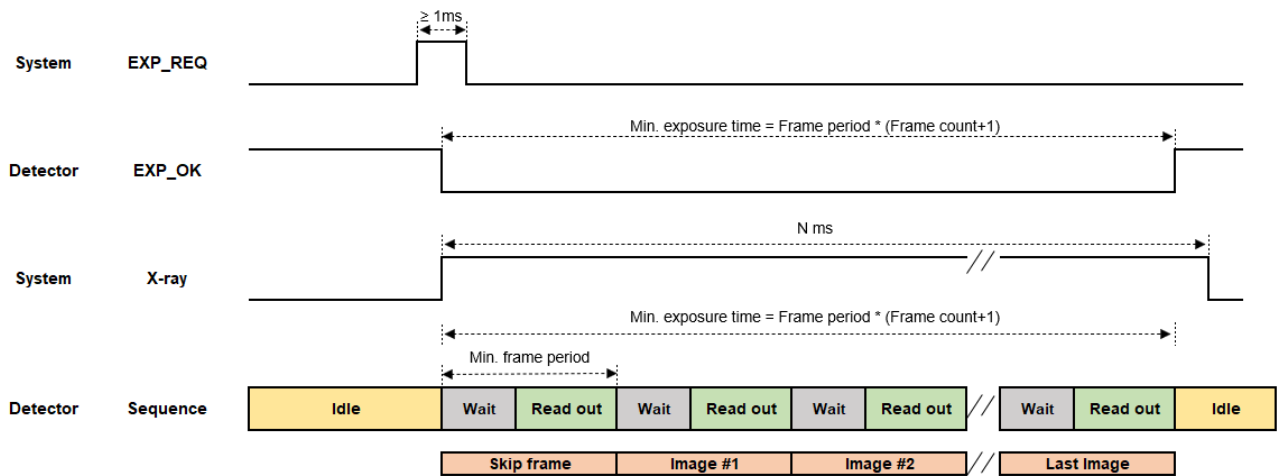 ≥ 1ms
System EXP_REQ
Min. exposure time = Frame period * (Frame count+1)
Detector EXP_OK
N ms
System X-ray
Min. exposure time = Frame period * (Frame count+1)
Min. frame period
Detector Sequence Idle Wait Read out Wait Read out Wait Read out Wait Read out Idle
Skip frame Image #1 Image #2 Last Image